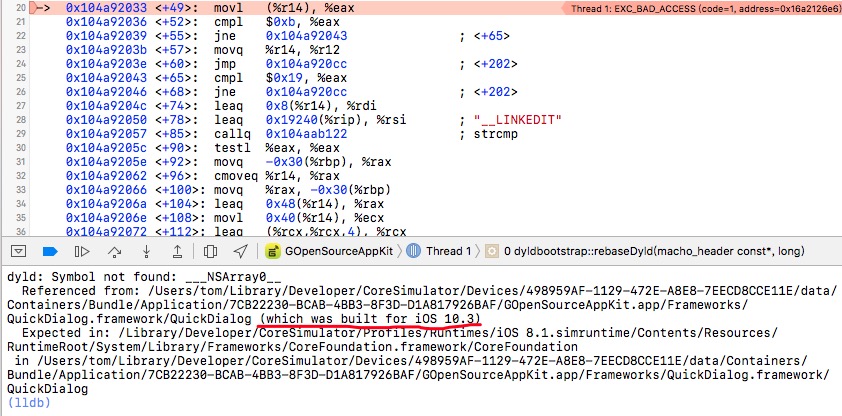 20 -> 0x104a92033 <+49>: movl (%r14), %eax Thread 1: EXC_BAD_ACCESS (code=1, address=0x16a2126e6)
21 0x104a92036 <+52>: cmpl $0xb, %eax
22 0x104a92039 <+55>: jne 0x104a92043 ; <+65>
23 0x104a9203b <+57>: movq %r14, %r12
24 0x104a9203e <+60>: jmp 0x104a920cc ; <+202>
25 0x104a92043 <+65>: cmpl $0x19, %eax
26 0x104a92046 <+68>: jne 0x104a920cc ; <+202>
27 0x104a9204c <+74>: leaq 0x8(%r14), %rdi
28 0x104a92050 <+78>: leaq 0x19240(%rip), %rsi ; "__LINKEDIT"
29 0x104a92057 <+85>: callq 0x104aab122 ; strcmp
30 0x104a9205c <+90>: testl %eax, %eax
31 0x104a9205e <+92>: movq -0x30(%rbp), %rax
32 0x104a92062 <+96>: cmoveq %r14, %rax
33 0x104a92066 <+100>: movq %rax, -0x30(%rbp)
34 0x104a9206a <+104>: leaq 0x48(%r14), %rax
35 0x104a9206e <+108>: movl 0x40(%r14), %ecx
36 0x104a92072 <+112>: leaq (%rcx,%rcx,4), %rcx
GOpenSourceAppKit Thread 1 0 dyldbootstrap::rebaseDyld(macho_header const*, long)
dyld: Symbol not found: ___NSArray0__
Referenced from: /Users/tom/Library/Developer/CoreSimulator/Devices/498959AF-1129-472E-A8E8-7EECD8CCE11E/data/
Containers/Bundle/Application/7CB22230-BCAB-4BB3-8F3D-D1A817926BAF/GOpenSourceAppKit.app/Frameworks/
QuickDialog.framework/QuickDialog (which was built for iOS 10.3)
Expected in: /Library/Developer/CoreSimulator/Profiles/Runtimes/iOS 8.1.simruntime/Contents/Resources/
RuntimeRoot/System/Library/Frameworks/CoreFoundation.framework/CoreFoundation
in /Users/tom/Library/Developer/CoreSimulator/Devices/498959AF-1129-472E-A8E8-7EECD8CCE11E/data/Containers/
Bundle/Application/7CB22230-BCAB-4BB3-8F3D-D1A817926BAF/GOpenSourceAppKit.app/Frameworks/QuickDialog.framework/
QuickDialog
(lldb)